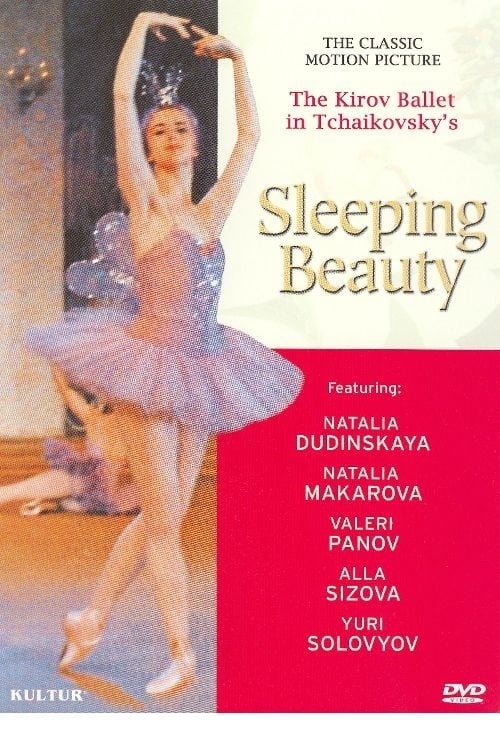 THE CLASSIC
MOTION PICTURE
The Kirov Ballet
in Tchaikovsky's
Sleeping
Beauty
Featuring:
NATALIA
DUDINSKAYA
NATALIA
MAKAROVA
VALERI
PANOV
ALLA
SIZOVA
YURI
SOLOVYOV
KULTUR
DVD
VIDEO